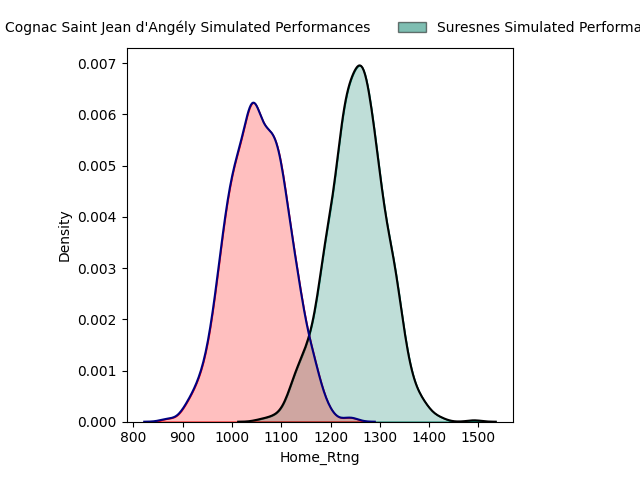 Cognac Saint Jean d'Angély Simulated Performances
Suresnes Simulated
0.007
0.006
0.005
0.004
0.003
0.002
0.001
0.000
Density
800 900 1000 1100 1200 1300 1400 1500
Home_Rtng